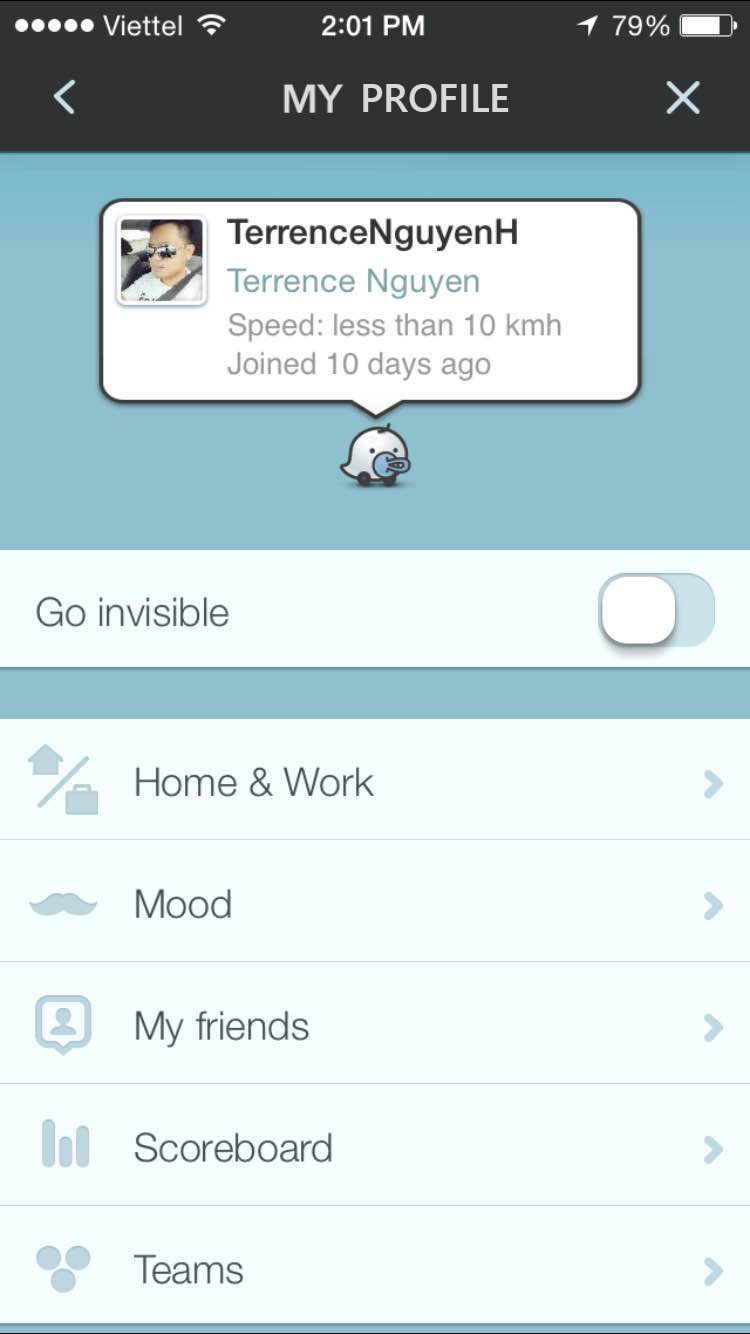 Viettel 2:01 PM 79%
MY PROFILE
TerrenceNguyenH
Terrence Nguyen
Speed: less than 10 kmh
Joined 10 days ago
Go invisible
Home & Work
Mood
My friends
Scoreboard
Teams